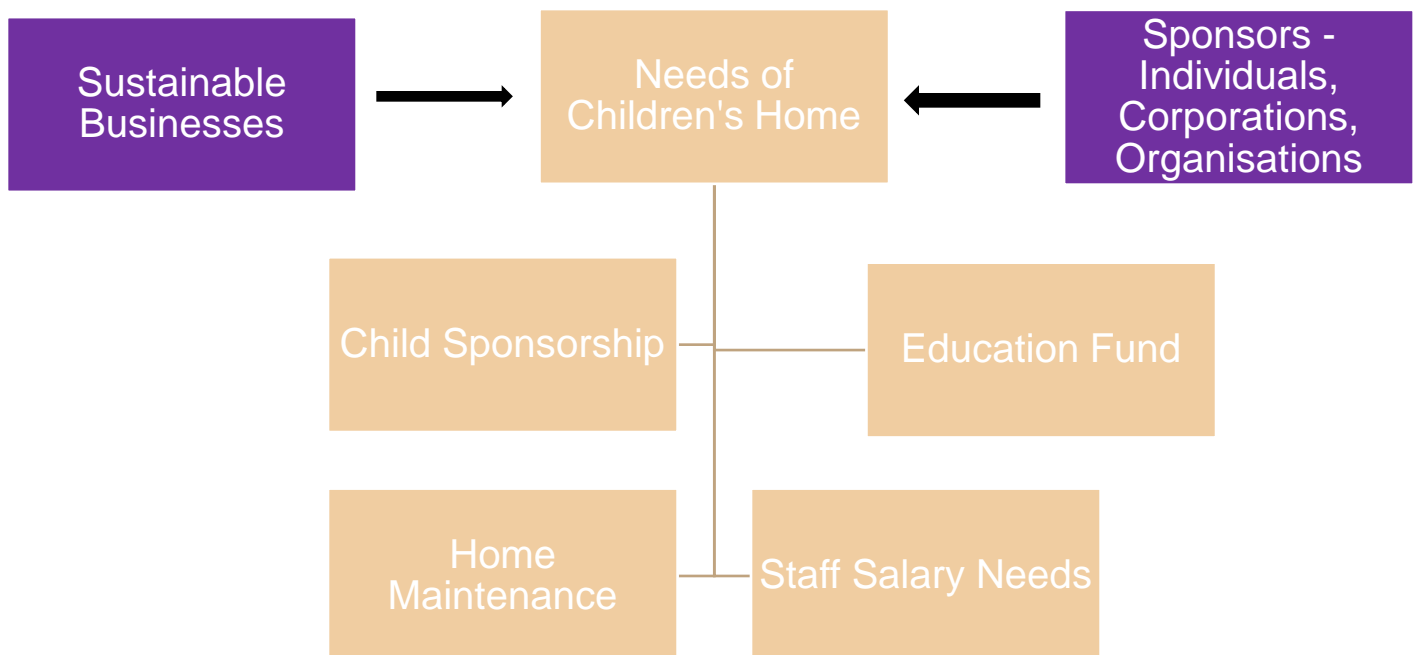 Sustainable
Businesses
Needs of
Children's Home
Sponsors -
Individuals,
Corporations,
Organisations
Child Sponsorship
Education Fund
Home
Maintenance
Staff Salary Needs